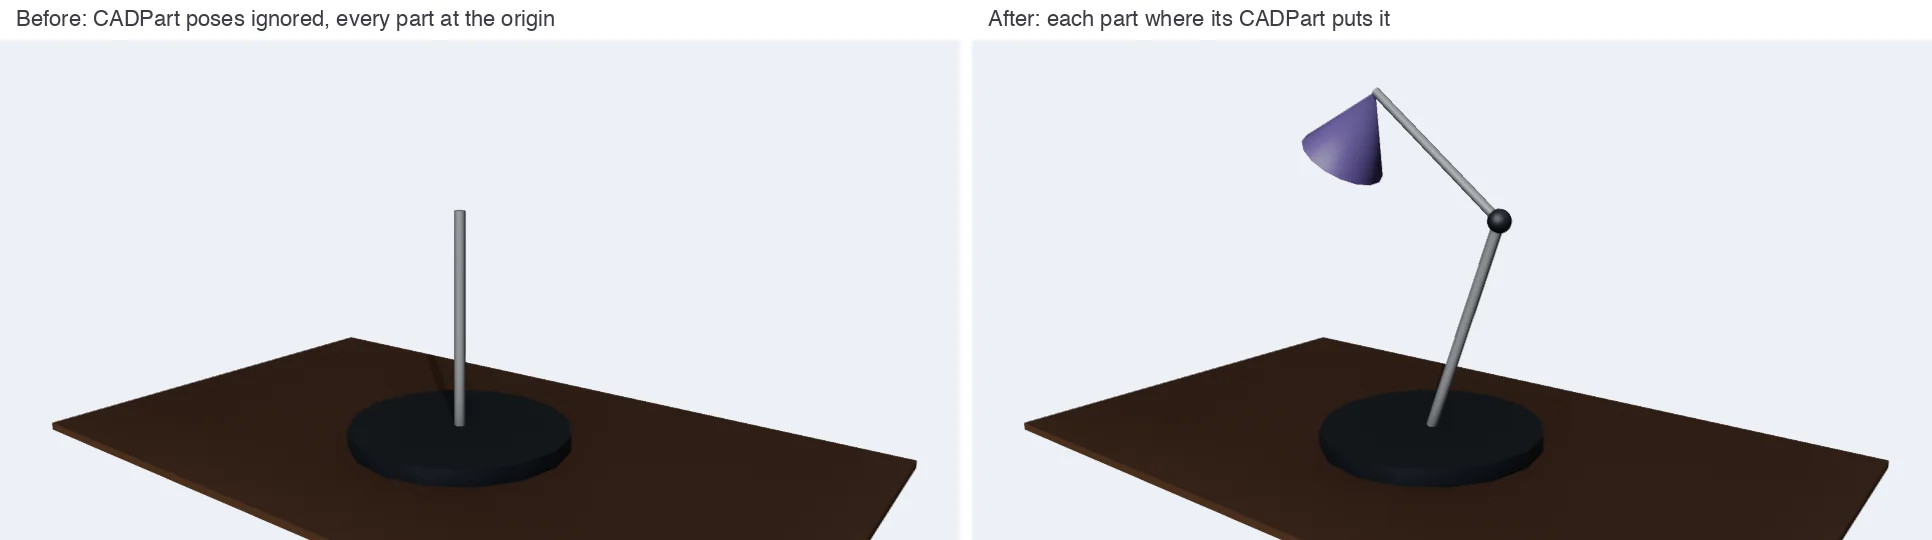 Before: CADPart poses ignored, every part at the origin
After: each part where its CADPart puts it